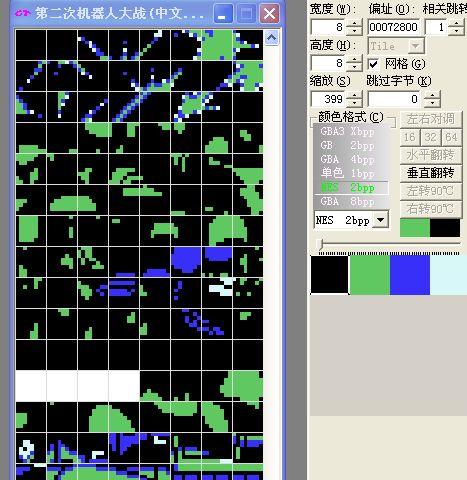 第二次机器人大战(中文...
宽度(W): 偏址(O): 相关跳转
8 00072800 1
高度(H):
8 Tile 网格(G)
缩放(S) 跳过字节(K)
399 0
颜色格式(C) 左右对调
GBA3 Xbpp 16 32 64
GB 2bpp 水平翻转
GBA 4bpp
单色 1bpp 垂直翻转
NES 2bpp 左转90℃
GBA 8bpp 右转90℃
NES 2bpp